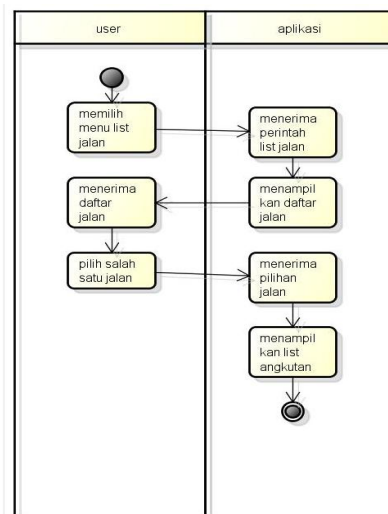 user
aplikasi
memilih
menu list
jalan
menerima
perintah
list jalan
menampil
kan daftar
jalan
menerima
daftar
jalan
pilih salah
satu jalan
menerima
pilihan
jalan
menampil
kan list
angkutan